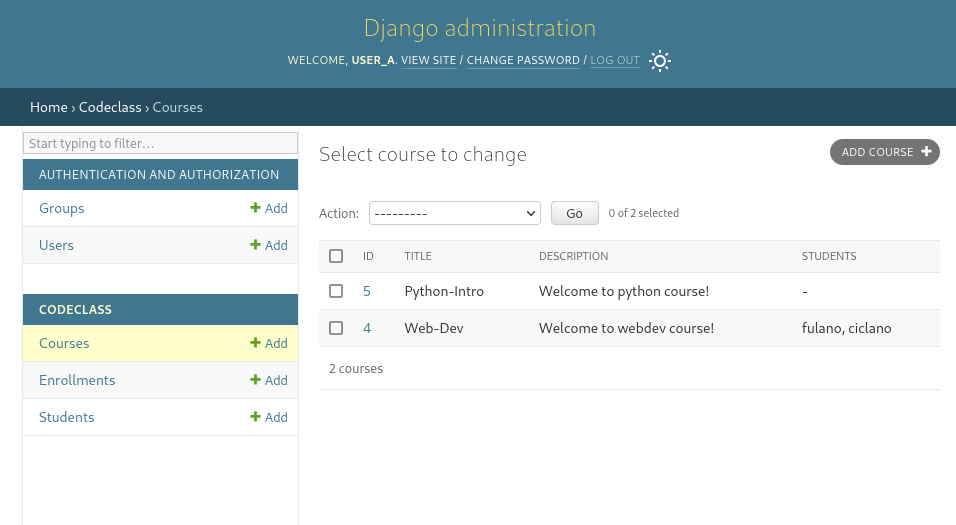 Django administration
WELCOME, USER_A. VIEW SITE / CHANGE PASSWORD / LOG OUT
Home › Codeclass › Courses
Start typing to filter…
AUTHENTICATION AND AUTHORIZATION
Groups Add
Users Add
CODECLASS
Courses Add
Enrollments Add
Students Add
Select course to change
ADD COURSE
Action: --------- Go 0 of 2 selected
ID TITLE DESCRIPTION STUDENTS
5 Python-Intro Welcome to python course! -
4 Web-Dev Welcome to webdev course! fulano, ciclano
2 courses